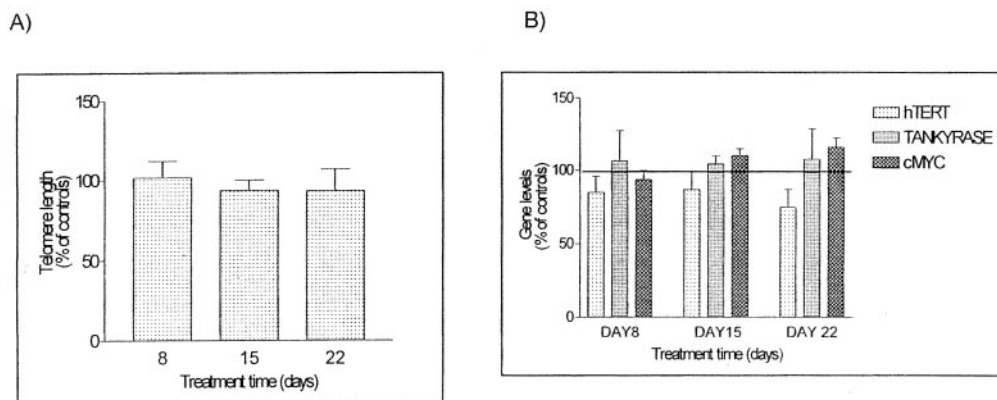 A)
B)
150
100
50
0
Telomere length
(% of controls)
8 15 22
Treatment time (days)
150
100
50
0
Gene levels
(% of controls)
DAY8 DAY15 DAY 22
Treatment time (days)
hTERT
TANKYRASE
cMYC